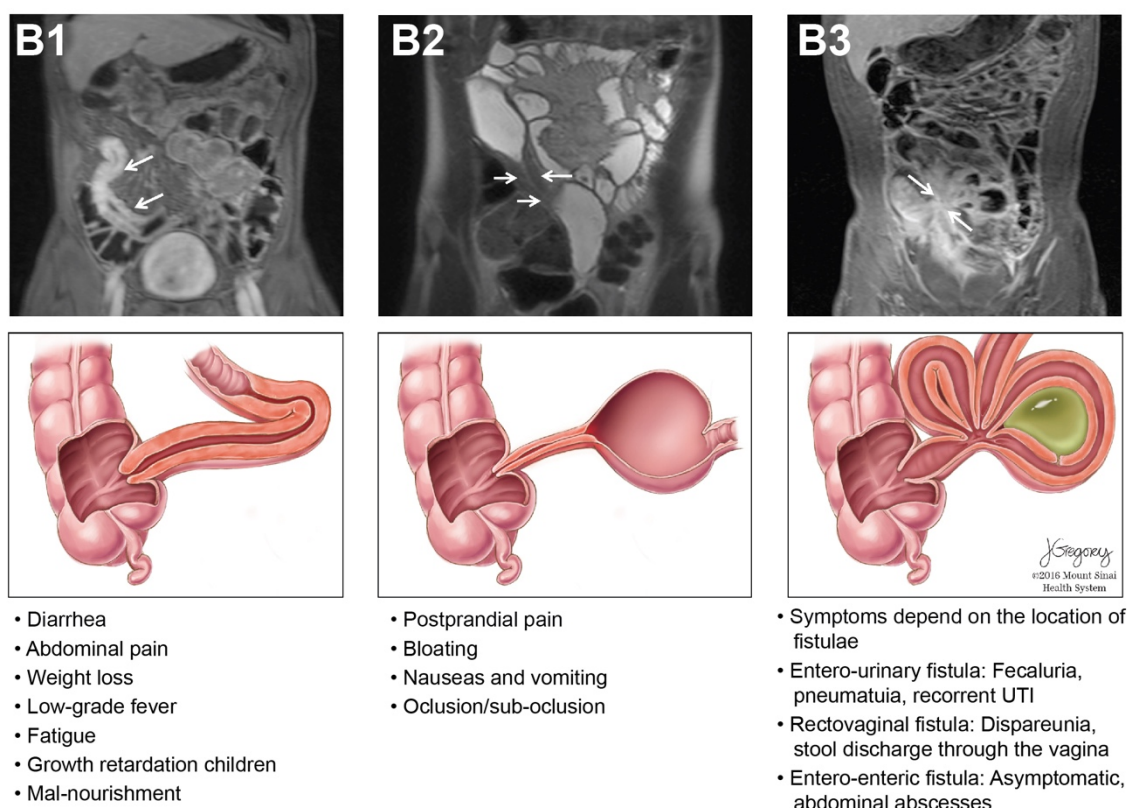 B1
B2
B3
• Diarrhea
• Abdominal pain
• Weight loss
• Low-grade fever
• Fatigue
• Growth retardation children
• Mal-nourishment
• Postprandial pain
• Bloating
• Nauseas and vomiting
• Oclusion/sub-oclusion
JGregory
©2016 Mount Sinai
Health System
• Symptoms depend on the location of
fistulae
• Entero-urinary fistula: Fecaluria,
pneumatuia, recorrent UTI
• Rectovaginal fistula: Dispareunia,
stool discharge through the vagina
• Entero-enteric fistula: Asymptomatic,
abdominal abscesses